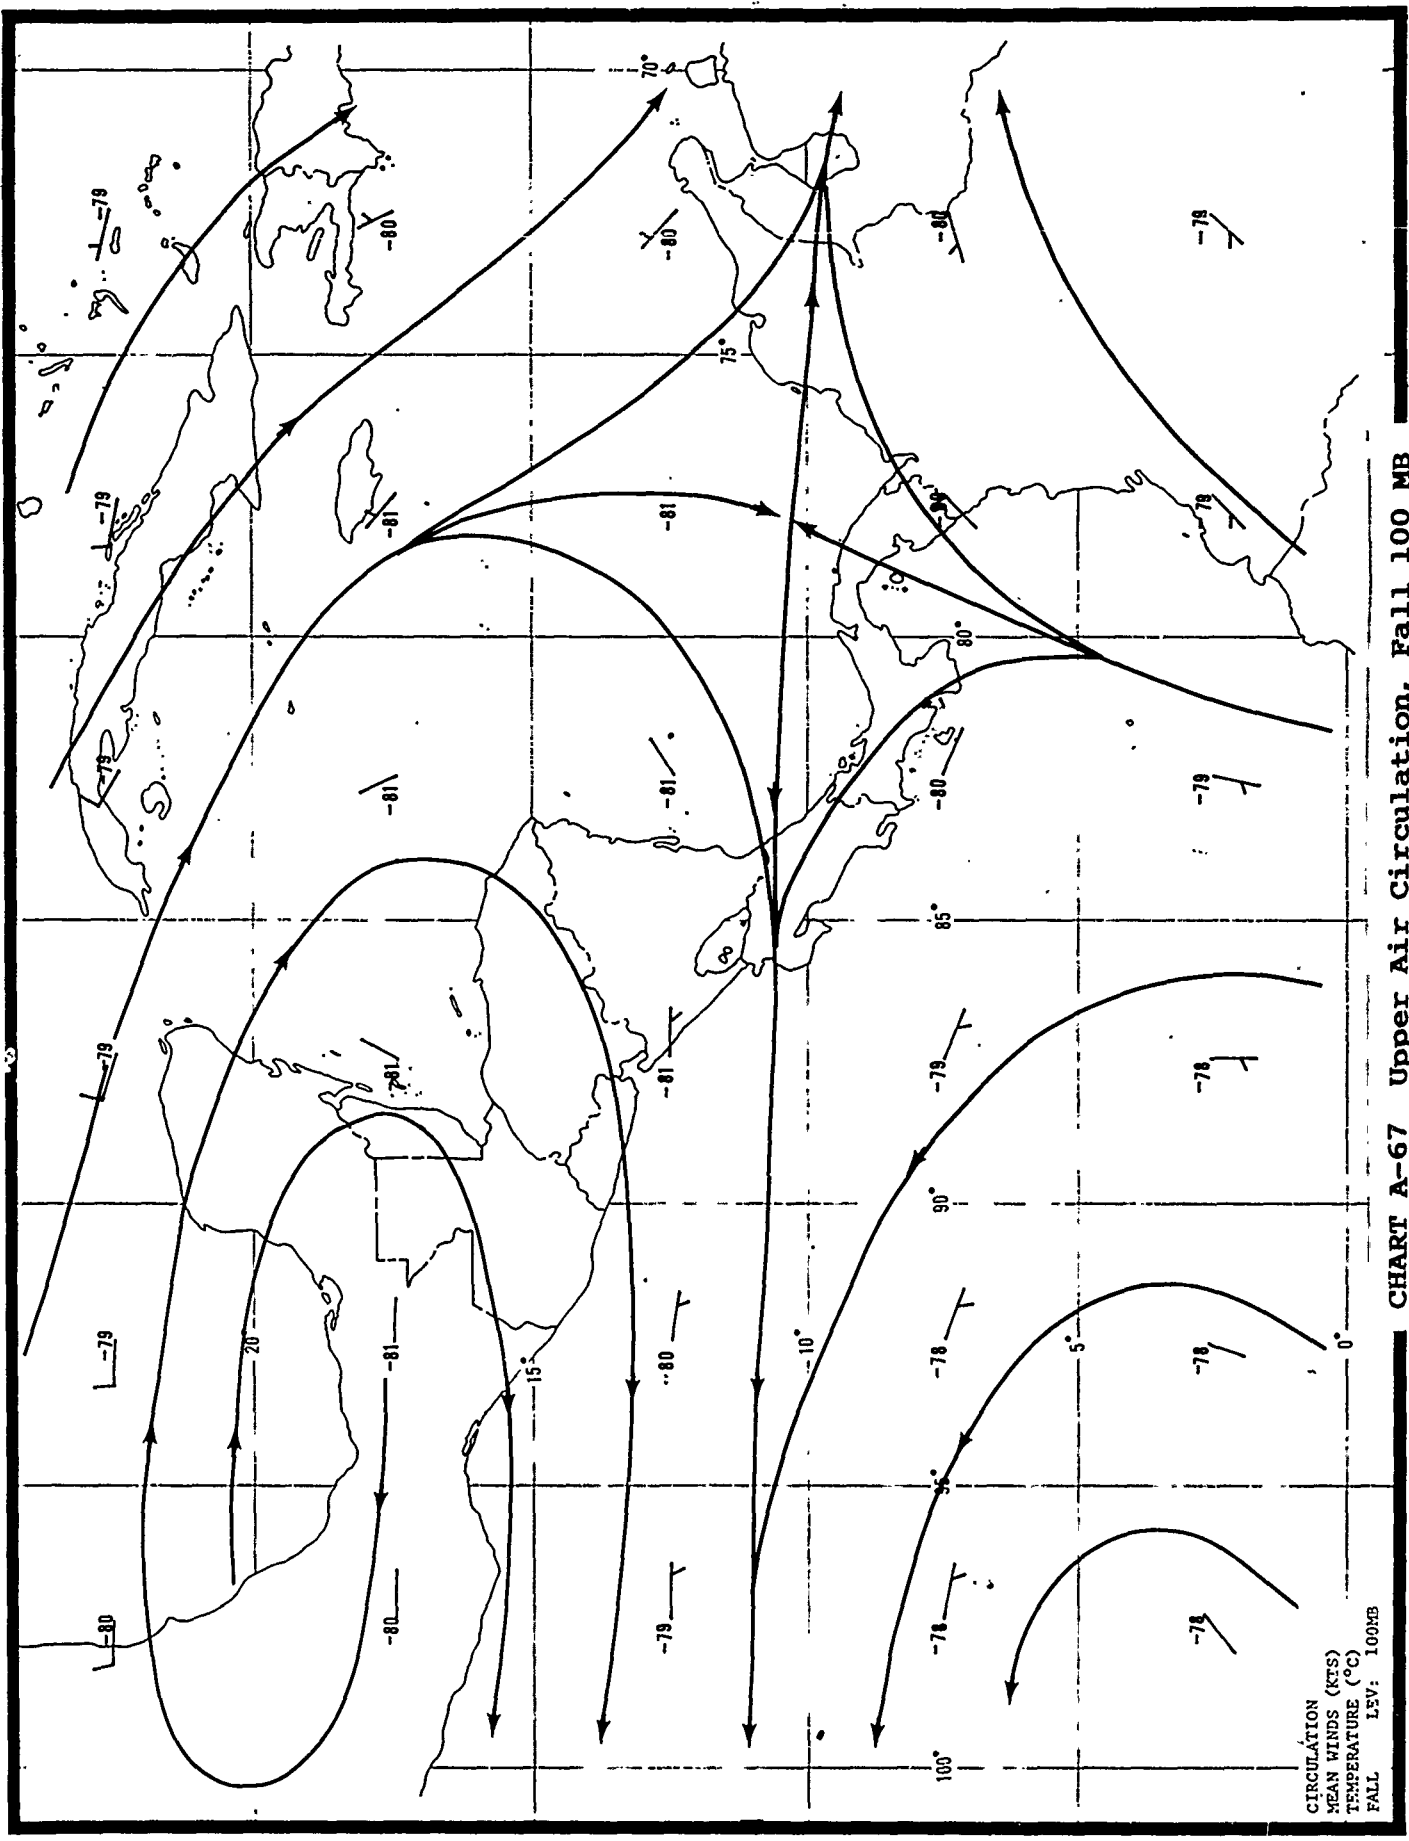 -80 -79 -79 -79 -79 -79
20
-80 -81 -81 -81 -81 -80
15°
70°
-79 -80 -81 -81 -81 -80
75°
10°
-78 -78 -79 -80 -80
100° 95° 90° 85° 80°
5°
-78 -78 -78 -79 -79 -79
0°
CIRCULATION
MEAN WINDS (KTS)
TEMPERATURE (°C)
FALL LEV: 100MB
CHART A-67 Upper Air Circulation, Fall 100 MB